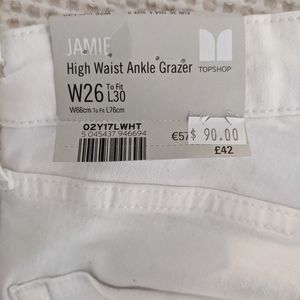 JAMIE
High Waist Ankle Grazer
TOPSHOP
W26 To Fit L30
W66cm To Fit L76cm
02Y17LWHT
5 045437 946694
€57
$ 90.00
£42